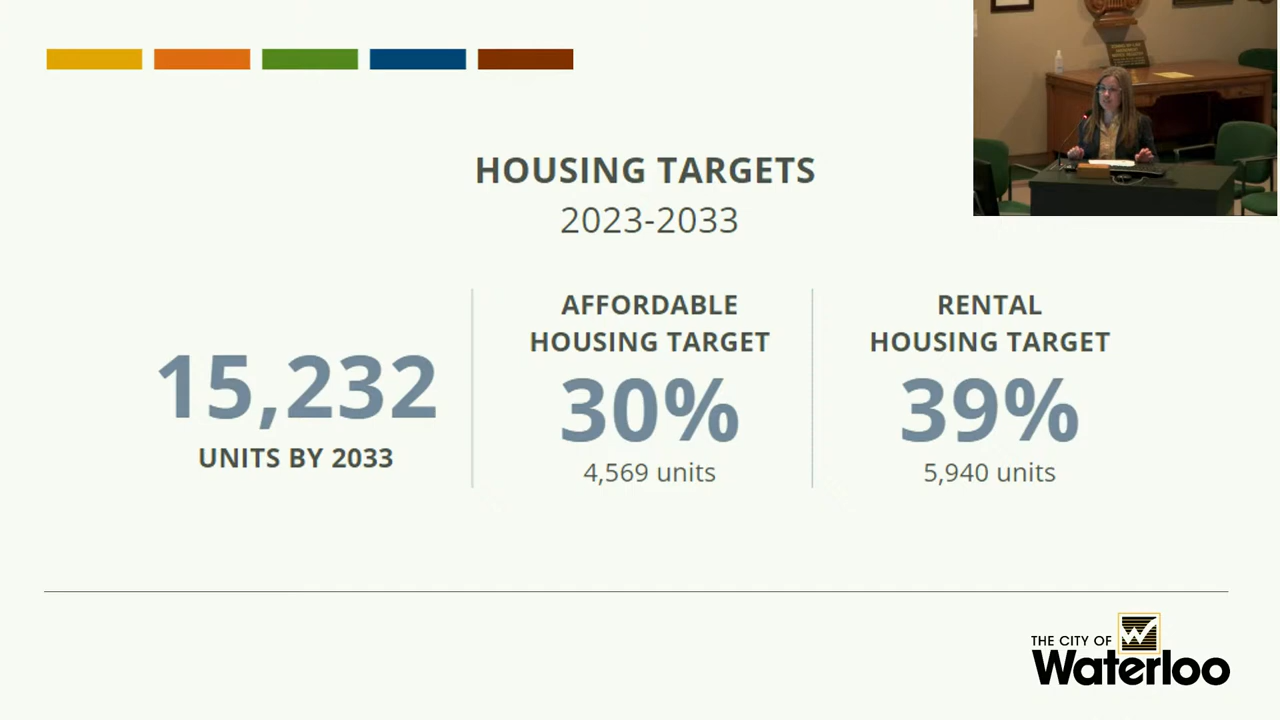 HOUSING TARGETS
2023-2033
15,232
UNITS BY 2033
AFFORDABLE
HOUSING TARGET
30%
4,569 units
RENTAL
HOUSING TARGET
39%
5,940 units
THE CITY OF
Waterloo